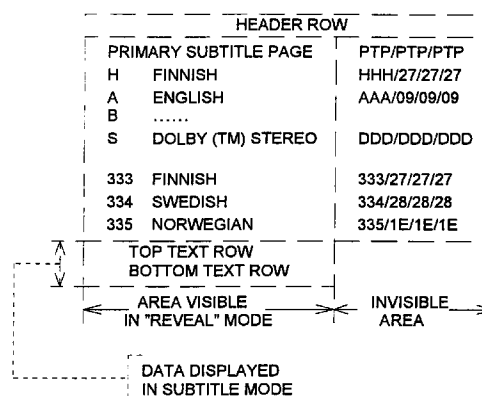 HEADER ROW
PRIMARY SUBTITLE PAGE PTP/PTP/PTP
H FINNISH HHH/27/27/27
A ENGLISH AAA/09/09/09
B ......
S DOLBY (TM) STEREO DDD/DDD/DDD
333 FINNISH 333/27/27/27
334 SWEDISH 334/28/28/28
335 NORWEGIAN 335/1E/1E/1E
TOP TEXT ROW
BOTTOM TEXT ROW
AREA VISIBLE INVISIBLE
IN "REVEAL" MODE AREA
DATA DISPLAYED
IN SUBTITLE MODE